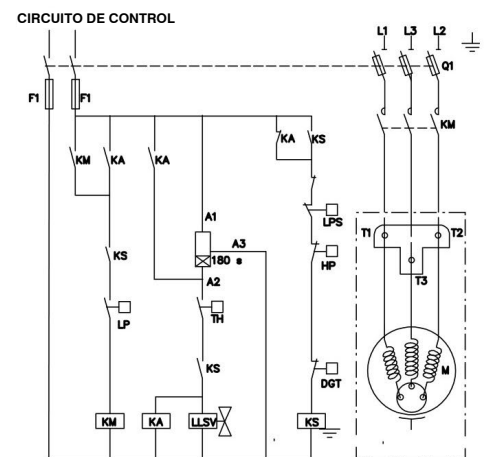 CIRCUITO DE CONTROL
L1 L3 L2
Q1
F1 F1
KM
KA KS
KM KA KA
A1
LPS
T1 T2
A3
KS 180 s HP
A2 T3
LP TH
KS M
DGT
KM KA LLSV KS